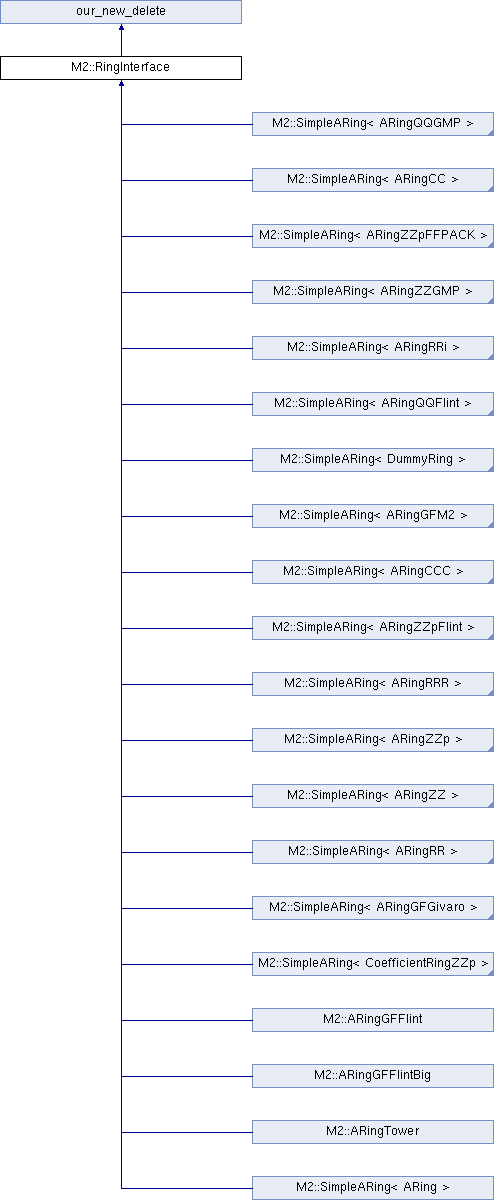 our_new_delete
M2::RingInterface
M2::SimpleARing< ARingQQGMP >
M2::SimpleARing< ARingCC >
M2::SimpleARing< ARingZZpFFPACK >
M2::SimpleARing< ARingZZGMP >
M2::SimpleARing< ARingRRi >
M2::SimpleARing< ARingQQFlint >
M2::SimpleARing< DummyRing >
M2::SimpleARing< ARingGFM2 >
M2::SimpleARing< ARingCCC >
M2::SimpleARing< ARingZZpFlint >
M2::SimpleARing< ARingRRR >
M2::SimpleARing< ARingZZp >
M2::SimpleARing< ARingZZ >
M2::SimpleARing< ARingRR >
M2::SimpleARing< ARingGFGivaro >
M2::SimpleARing< CoefficientRingZZp >
M2::ARingGFFlint
M2::ARingGFFlintBig
M2::ARingTower
M2::SimpleARing< ARing >